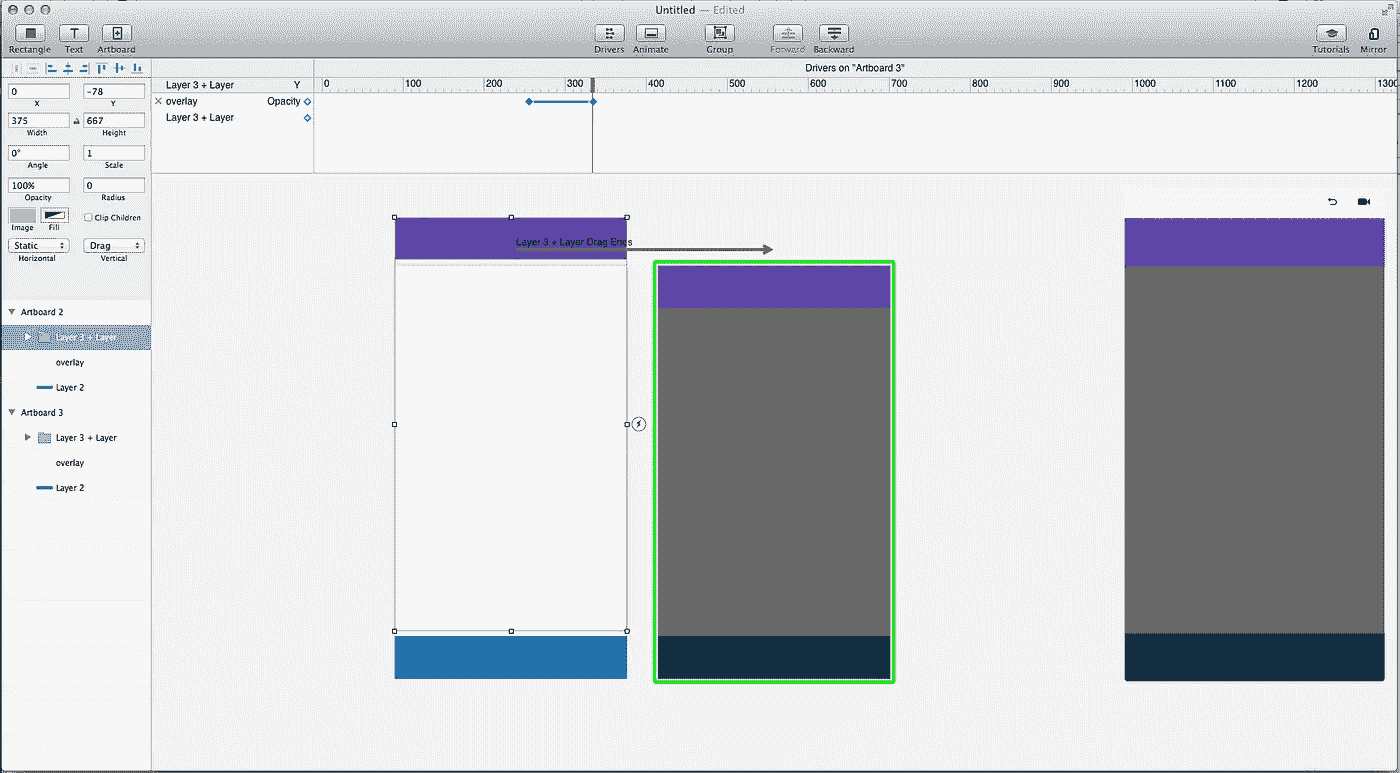 Untitled — Edited
Rectangle Text Artboard Drivers Animate Group Forward Backward Tutorials Mirror
Drivers on "Artboard 3"
Layer 3 + Layer Y 0 100 200 300 400 500 600 700 800 900 1000 1100 1200 1300
overlay Opacity
Layer 3 + Layer
0 -78
X Y
375 667
Width Height
0° 1
Angle Scale
100% 0
Opacity Radius
Clip Children
Image Fill
Static Drag
Horizontal Vertical
Artboard 2
Layer 3 + Layer
overlay
Layer 2
Artboard 3
Layer 3 + Layer
overlay
Layer 2
Layer 3 + Layer Drag Ends